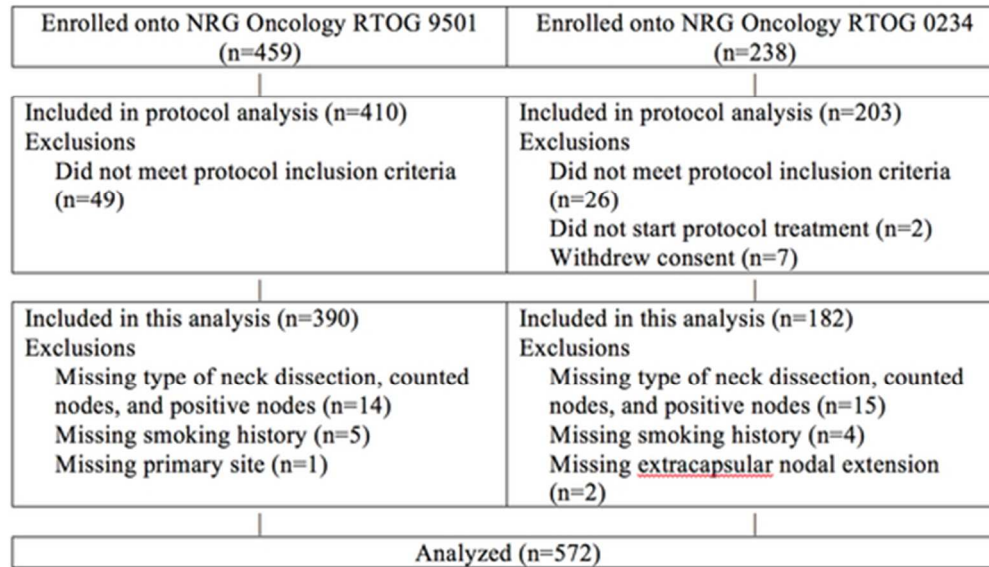 Enrolled onto NRG Oncology RTOG 9501
(n=459)
Enrolled onto NRG Oncology RTOG 0234
(n=238)
Included in protocol analysis (n=410)
Exclusions
Did not meet protocol inclusion criteria
(n=49)
Included in protocol analysis (n=203)
Exclusions
Did not meet protocol inclusion criteria
(n=26)
Did not start protocol treatment (n=2)
Withdrew consent (n=7)
Included in this analysis (n=390)
Exclusions
Missing type of neck dissection, counted
nodes, and positive nodes (n=14)
Missing smoking history (n=5)
Missing primary site (n=1)
Included in this analysis (n=182)
Exclusions
Missing type of neck dissection, counted
nodes, and positive nodes (n=15)
Missing smoking history (n=4)
Missing extracapsular nodal extension
(n=2)
Analyzed (n=572)